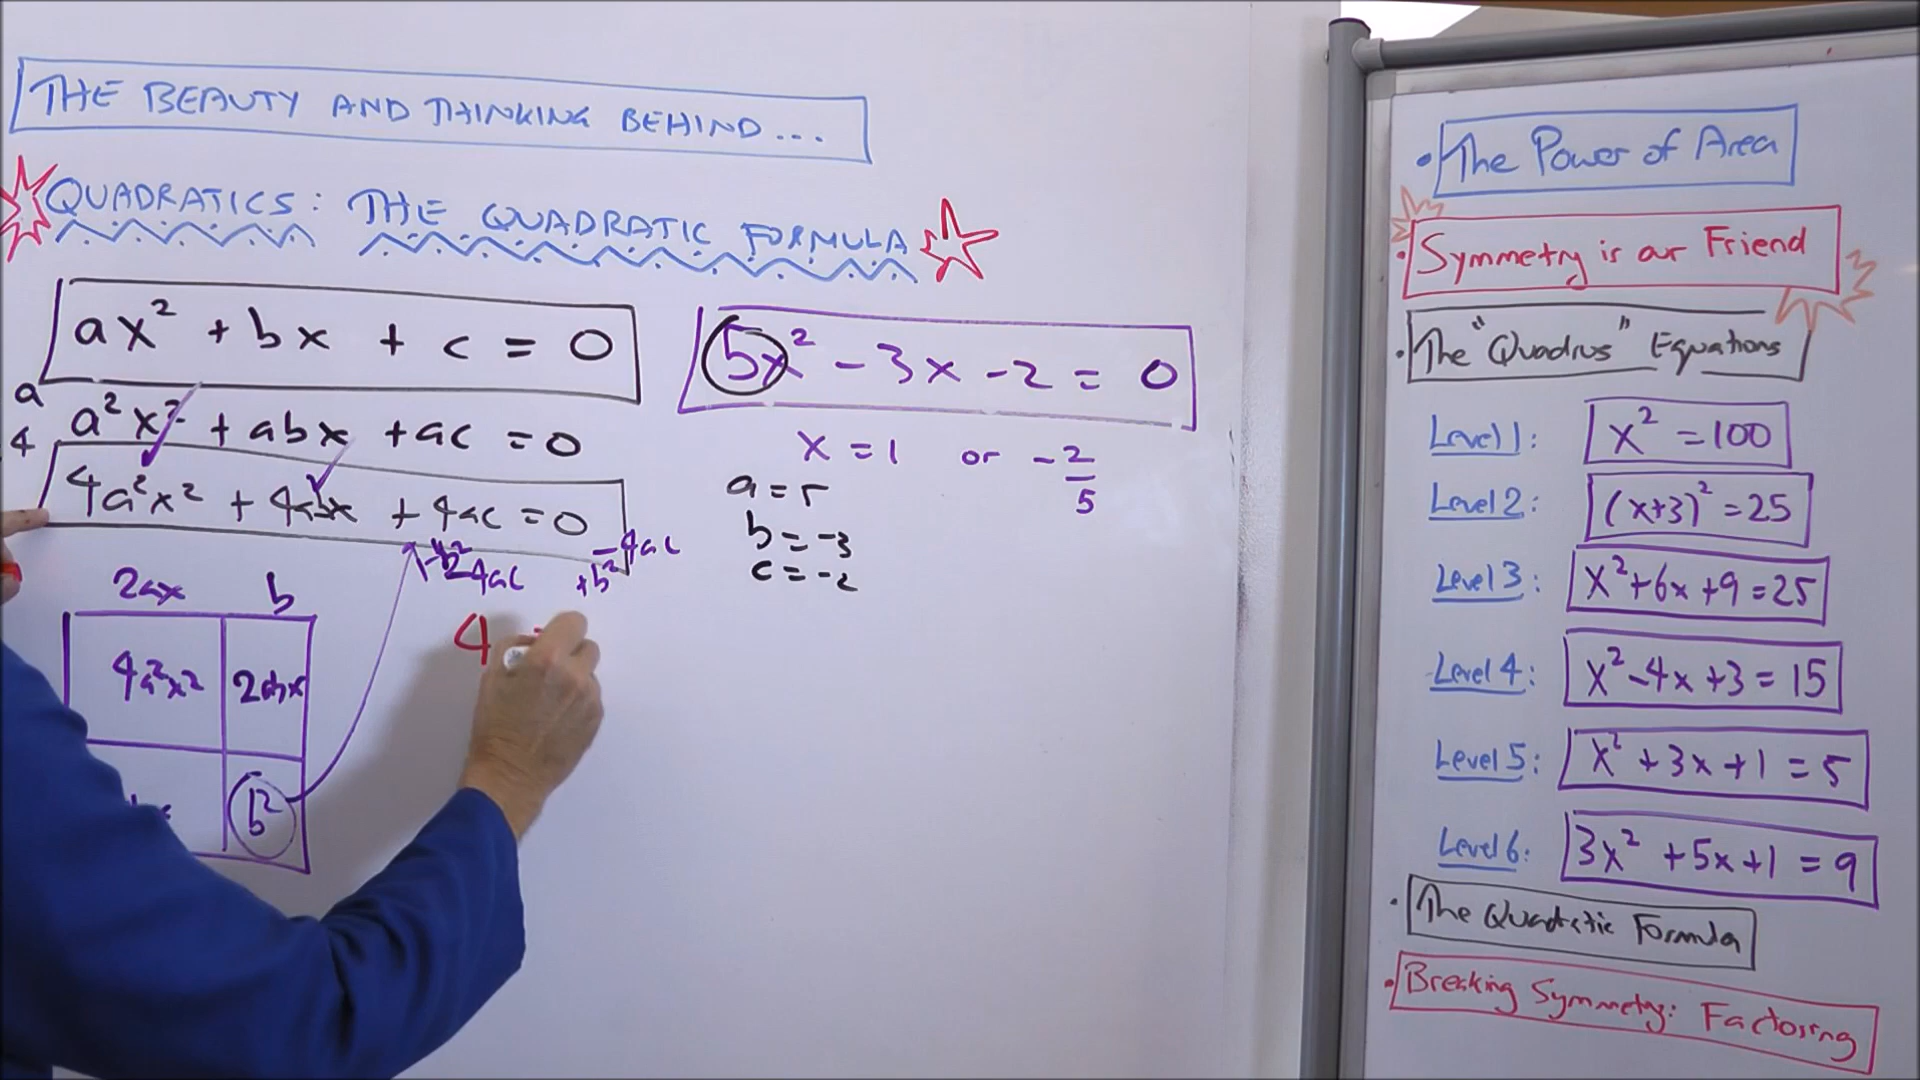 THE BEAUTY AND THINKING BEHIND...
QUADRATICS: THE QUADRATIC FORMULA
ax² + bx + c = 0
a
a²x² + abx + ac = 0
4
4a²x² + 4abx + 4ac = 0
-b² -4ac
+b² -4ac
2ax b
4a²x² 2abx
b²
4
5x² - 3x - 2 = 0
x = 1 or -2/5
a = 5
b = -3
c = -2
• The Power of Area
• Symmetry is our Friend
• The "Quadrus" Equations
Level 1: x² = 100
Level 2: (x+3)² = 25
Level 3: x² + 6x + 9 = 25
Level 4: x² - 4x + 3 = 15
Level 5: x² + 3x + 1 = 5
Level 6: 3x² + 5x + 1 = 9
• The Quadratic Formula
• Breaking Symmetry: Factoring